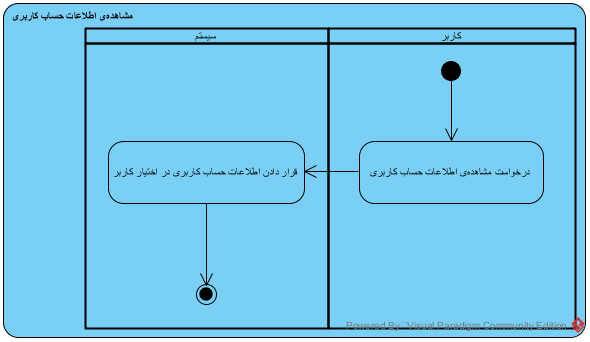 مشاهده‌ی اطلاعات حساب کاربری
کاربر
سیستم
درخواست مشاهده‌ی اطلاعات حساب کاربری
قرار دادن اطلاعات حساب کاربری در اختیار کاربر
Powered By Visual Paradigm Community Edition